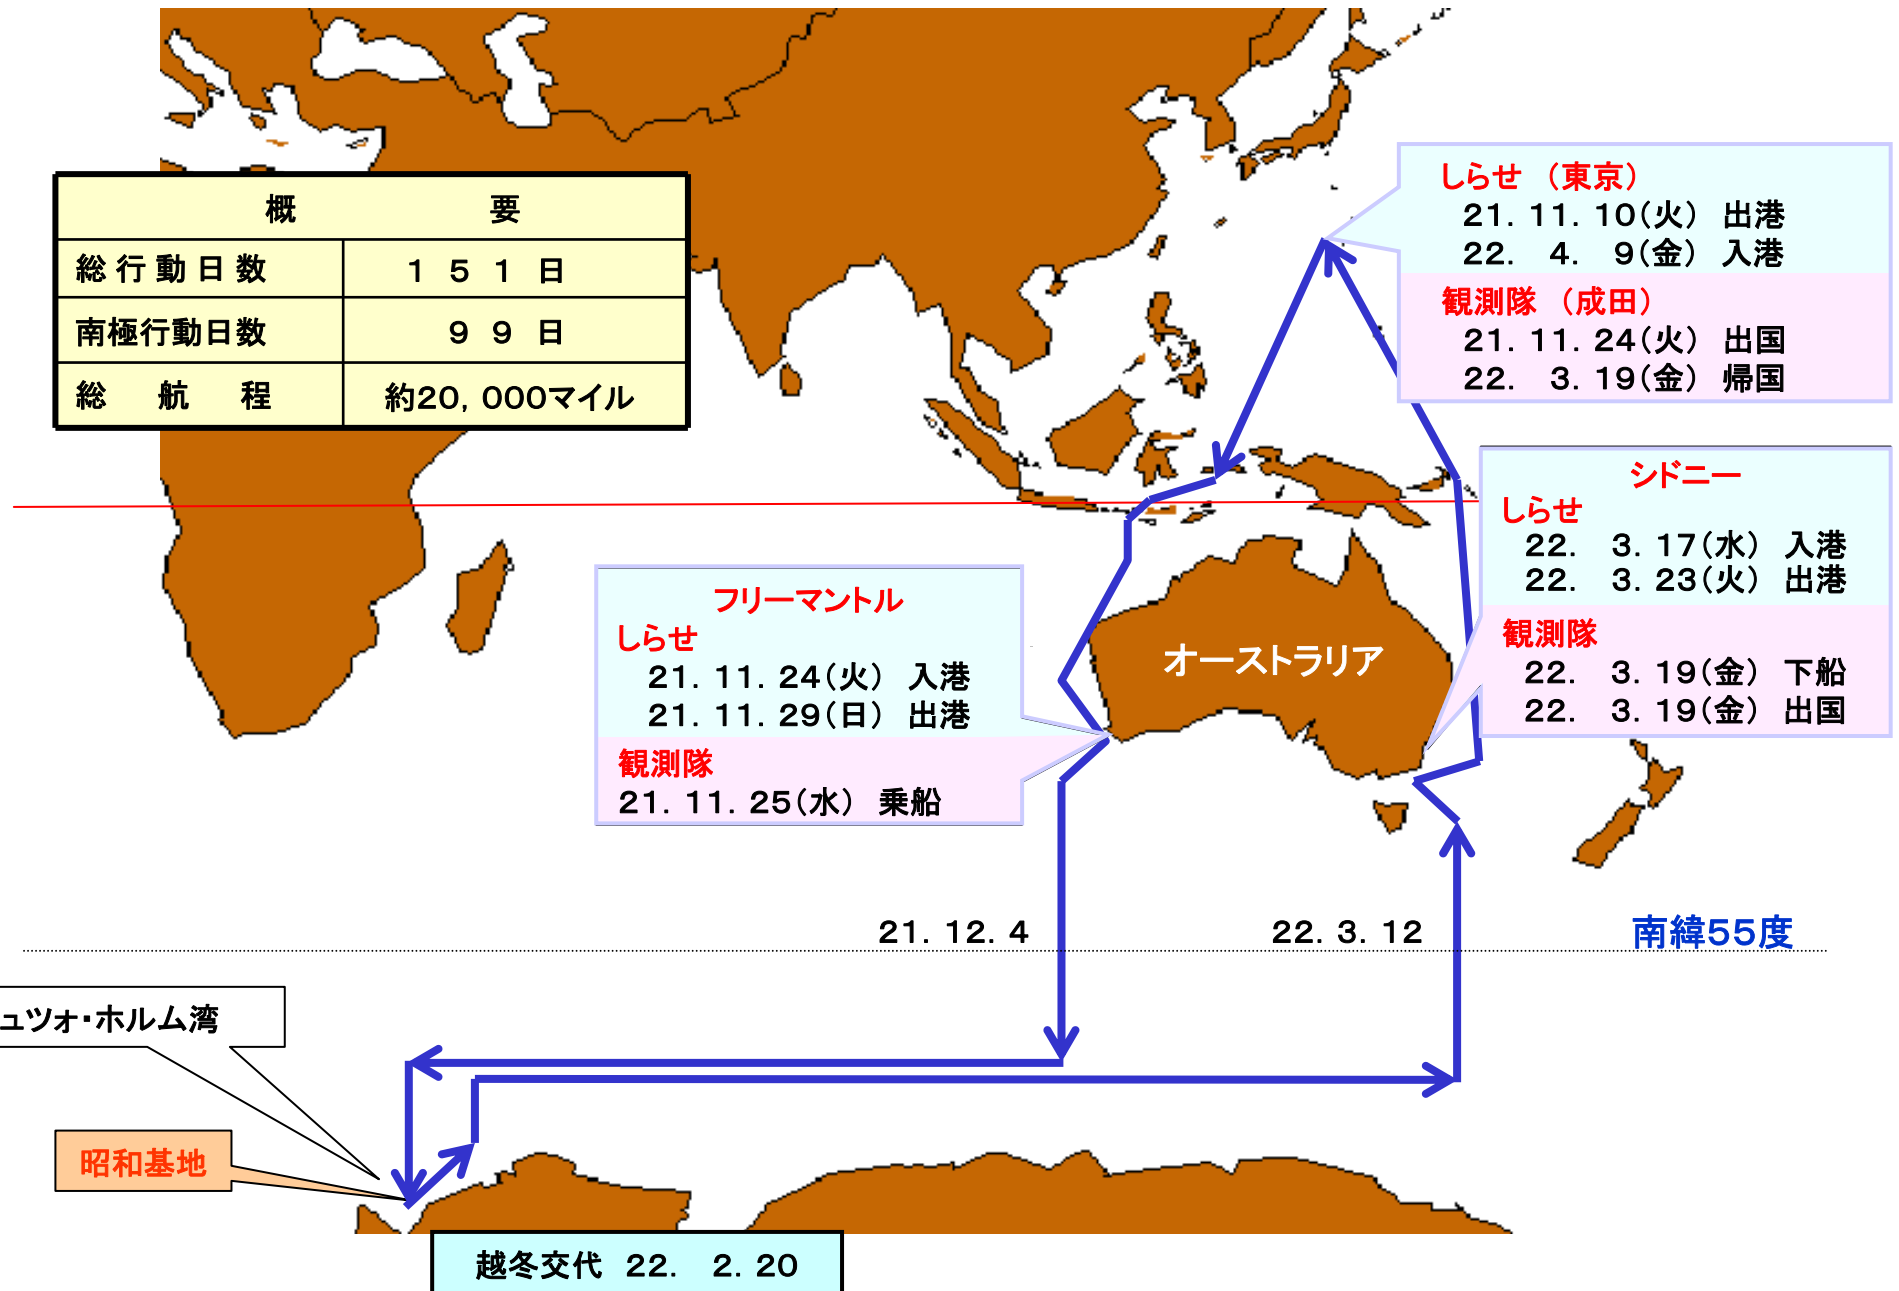 概 要
総行動日数 151日
南極行動日数 99日
総航程 約20,000マイル
しらせ (東京)
21. 11. 10(火) 出港
22. 4. 9(金) 入港
観測隊 (成田)
21. 11. 24(火) 出国
22. 3. 19(金) 帰国
シドニー
しらせ
22. 3. 17(水) 入港
22. 3. 23(火) 出港
観測隊
22. 3. 19(金) 下船
22. 3. 19(金) 出国
フリーマントル
しらせ
21. 11. 24(火) 入港
21. 11. 29(日) 出港
観測隊
21. 11. 25(水) 乗船
オーストラリア
21. 12. 4
22. 3. 12
南緯55度
ュツォ・ホルム湾
昭和基地
越冬交代 22. 2. 20